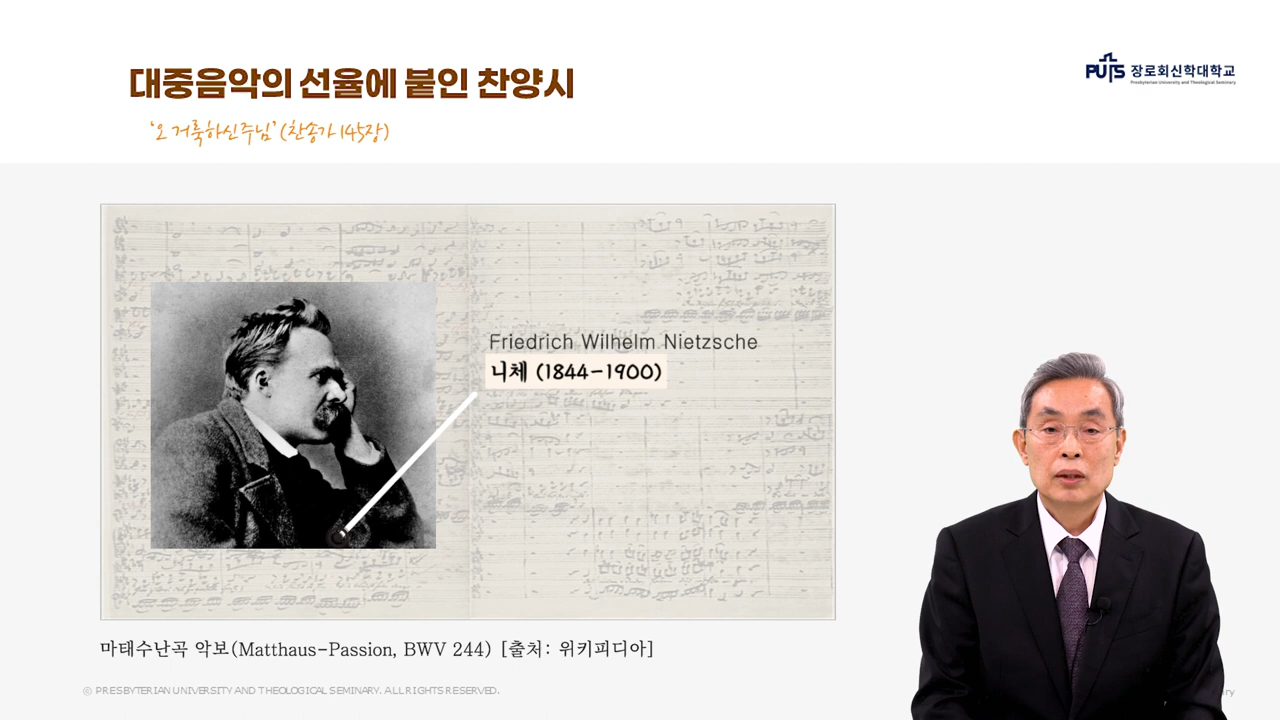 대중음악의 선율에 붙인 찬양시
'오 거룩하신 주님' (찬송가 145장)
PUTS 장로회신학대학교
Presbyterian University and Theological Seminary
Friedrich Wilhelm Nietzsche
니체 (1844-1900)
마태수난곡 악보(Matthaus-Passion, BWV 244) [출처: 위키피디아]
ⓒ PRESBYTERIAN UNIVERSITY AND THEOLOGICAL SEMINARY. ALL RIGHTS RESERVED.